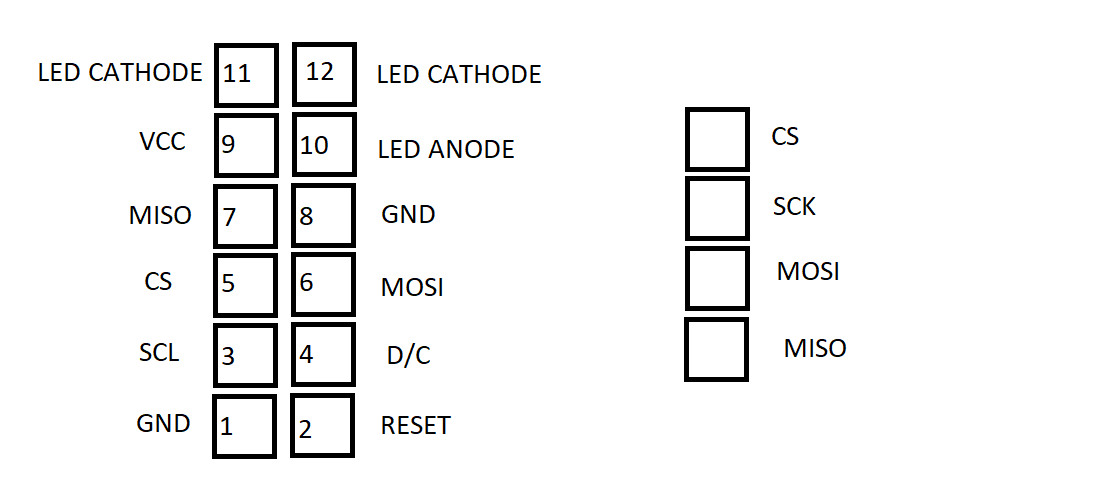 LED CATHODE 11 12 LED CATHODE
VCC 9 10 LED ANODE
MISO 7 8 GND
CS 5 6 MOSI
SCL 3 4 D/C
GND 1 2 RESET
CS
SCK
MOSI
MISO